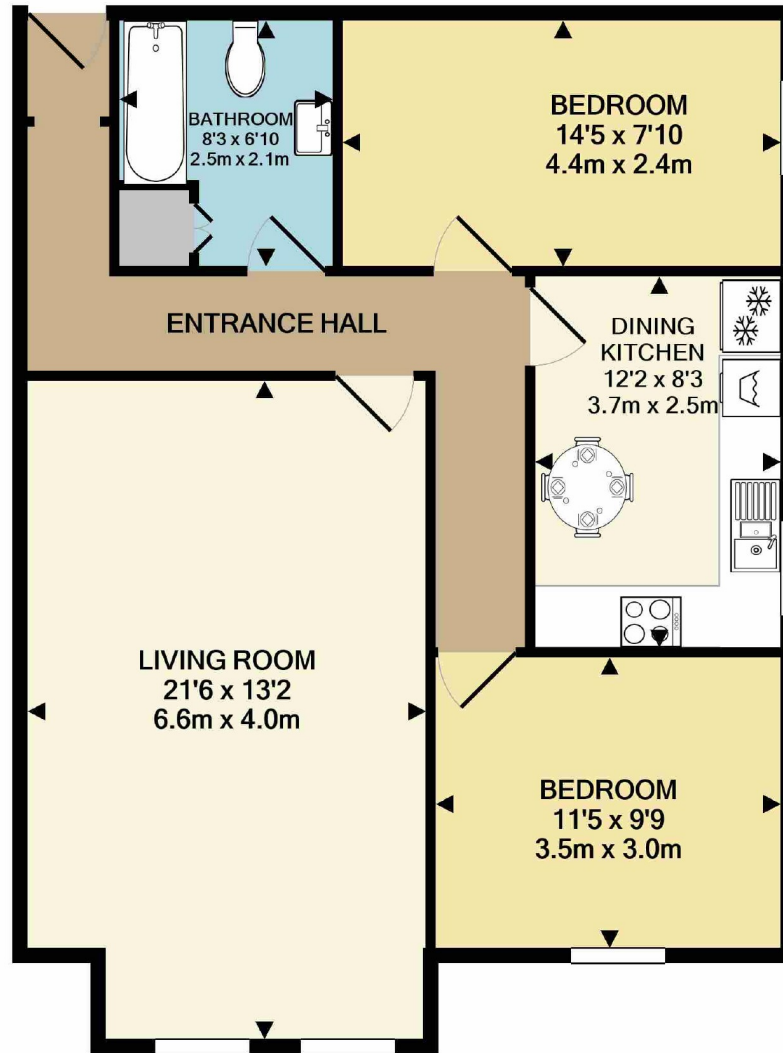 BATHROOM
8'3 x 6'10
2.5m x 2.1m
BEDROOM
14'5 x 7'10
4.4m x 2.4m
ENTRANCE HALL
DINING
KITCHEN
12'2 x 8'3
3.7m x 2.5m
LIVING ROOM
21'6 x 13'2
6.6m x 4.0m
BEDROOM
11'5 x 9'9
3.5m x 3.0m